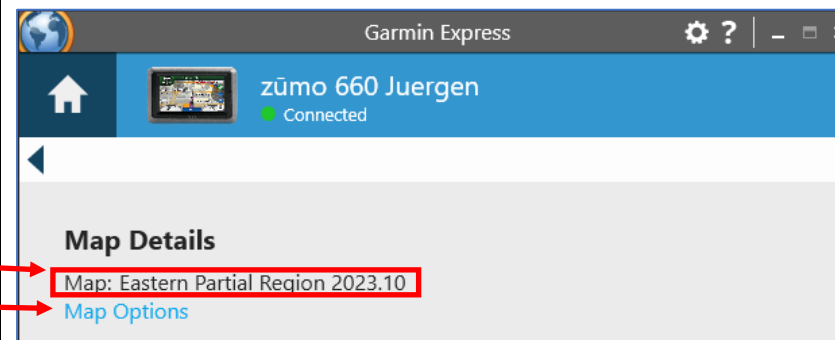 Garmin Express
?
zūmo 660 Juergen
Connected
Map Details
Map: Eastern Partial Region 2023.10
Map Options